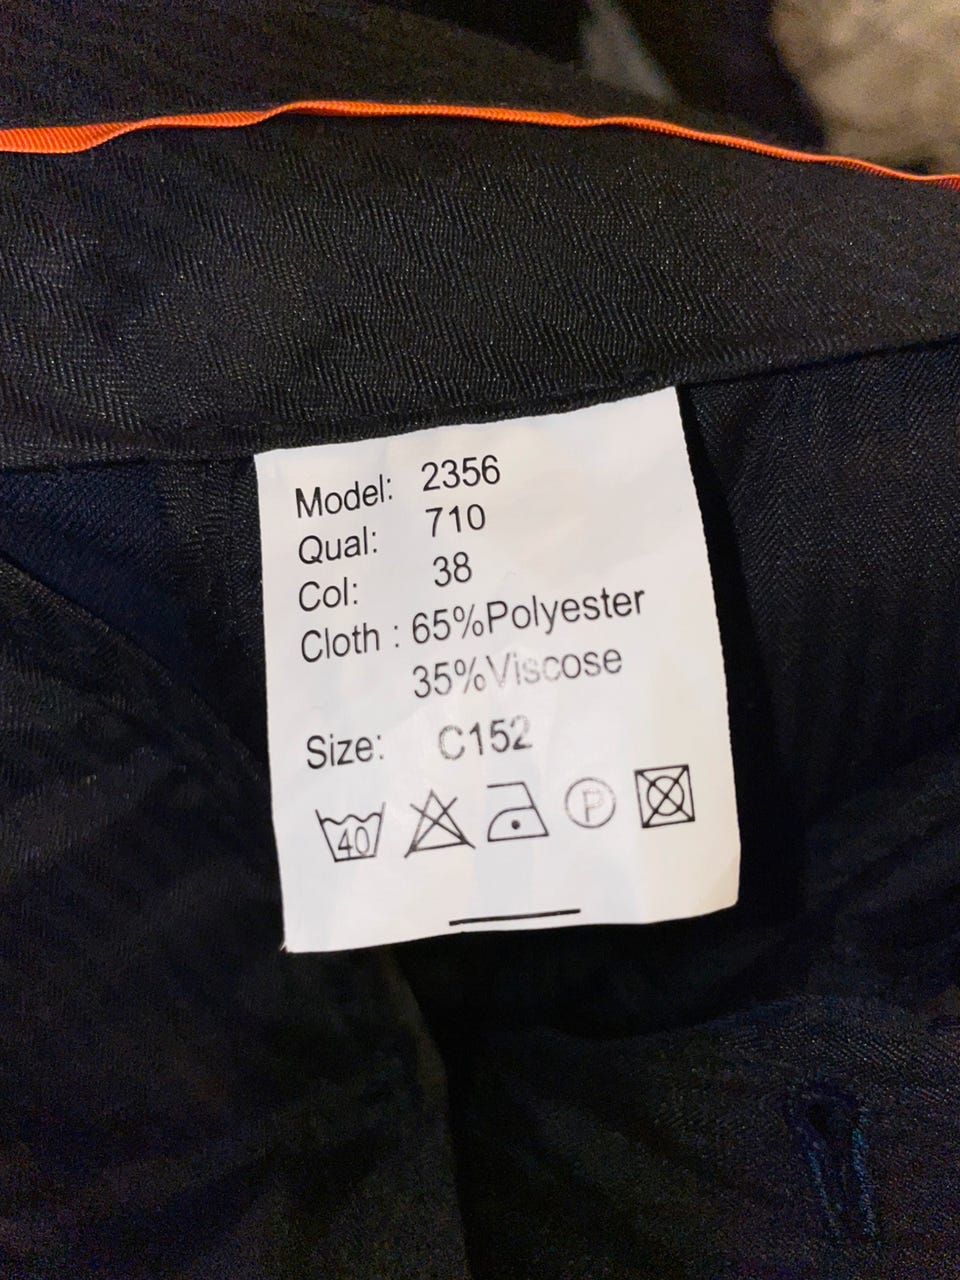 Model: 2356
Qual: 710
Col: 38
Cloth : 65%Polyester
35%Viscose
Size: C152
40 P